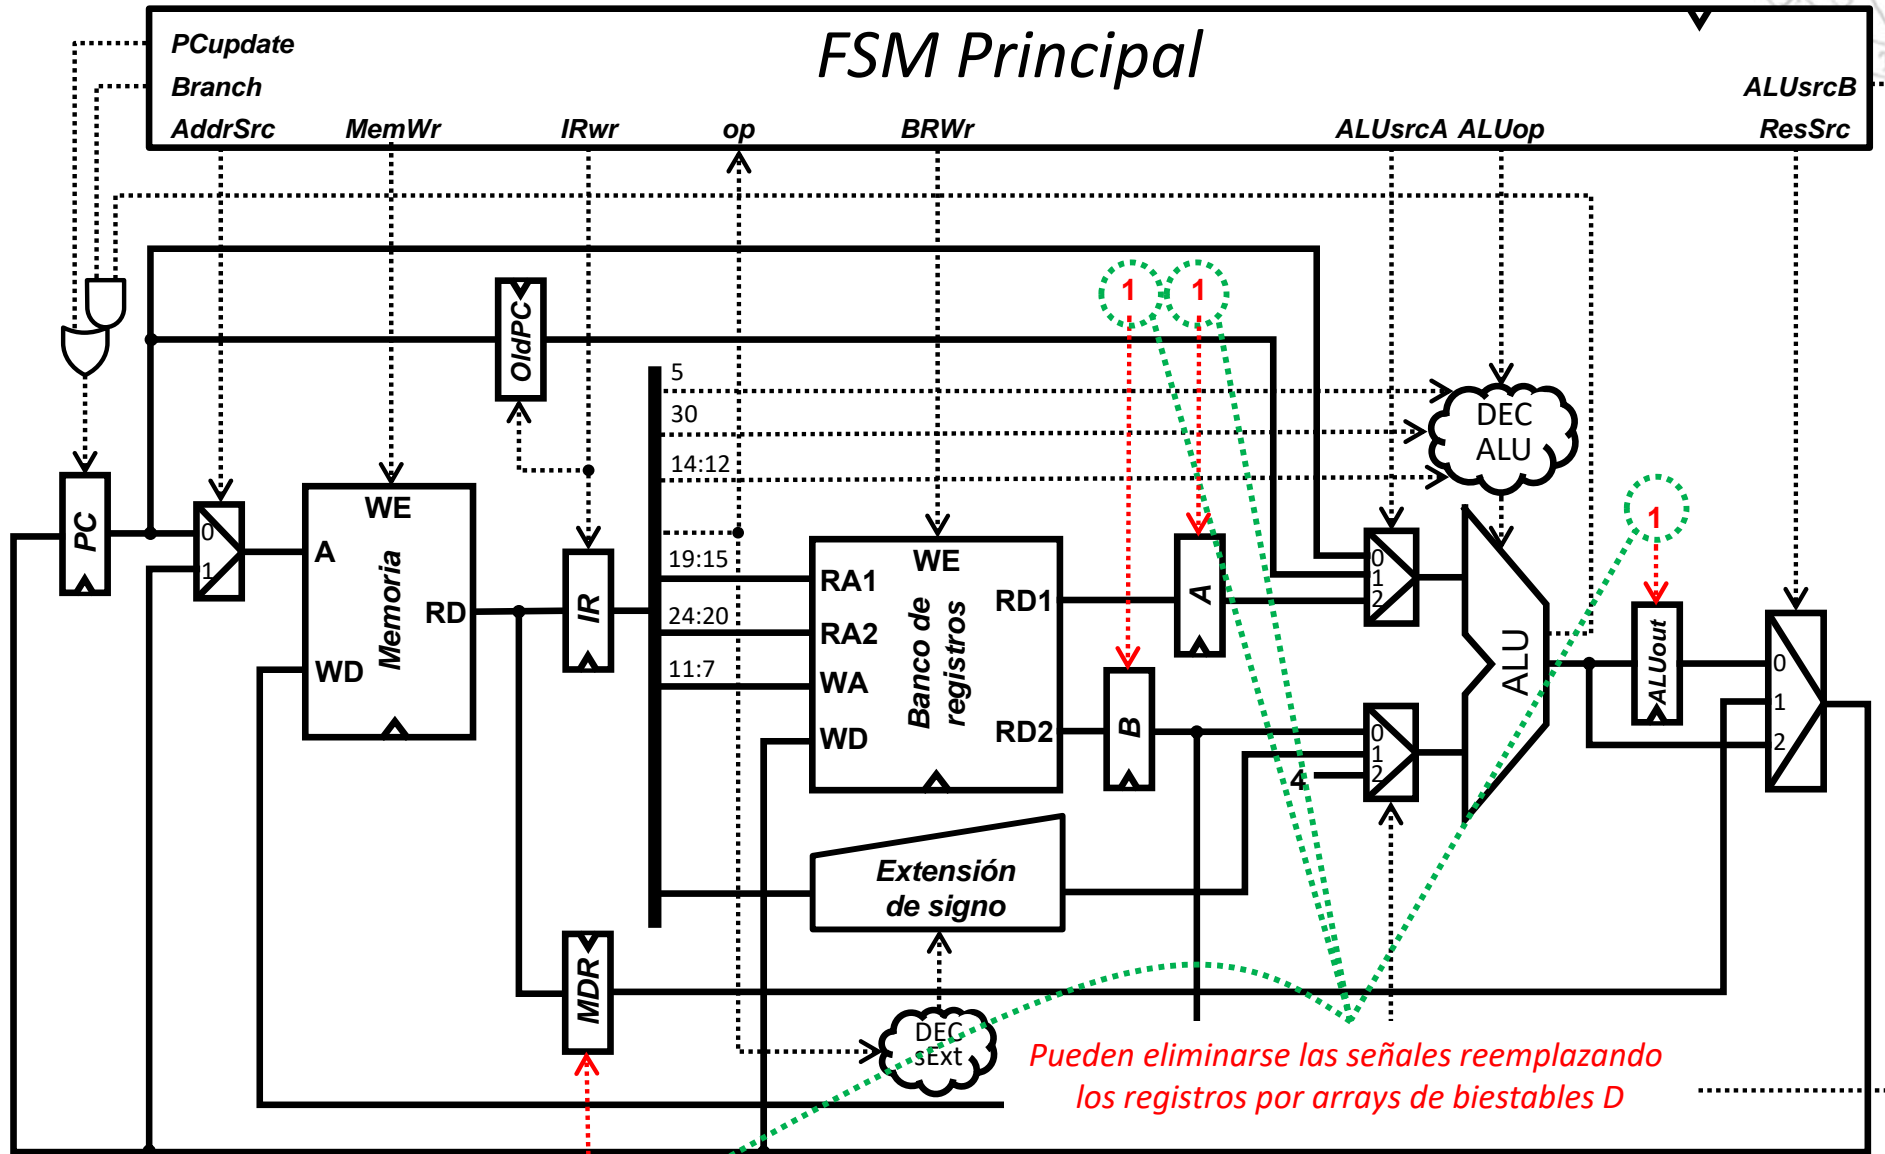 FSM Principal
PCupdate
Branch
ALUsrcB
AddrSrc MemWr IRwr op BRWr ALUsrcA ALUop ResSrc
1 1
OldPC
5
30
14:12
DEC
ALU
1
PC
0
1
WE
A
RD
WD
Memoria
IR
19:15
24:20
11:7
WE
RA1
RA2
WA
WD
RD1
RD2
Banco de
registros
A
B
0
1
2
0
1
2
4
ALU
ALUout
0
1
2
Extensión
de signo
MDR
DEC
sExt
Pueden eliminarse las señales reemplazando
los registros por arrays de biestables D